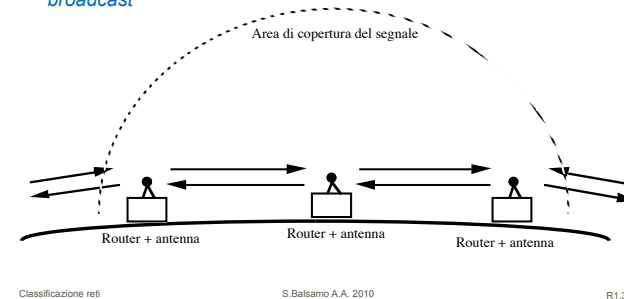 broadcast
Area di copertura del segnale
Router + antenna
Router + antenna
Router + antenna
Classificazione reti
S.Balsamo A.A. 2010
R1.3